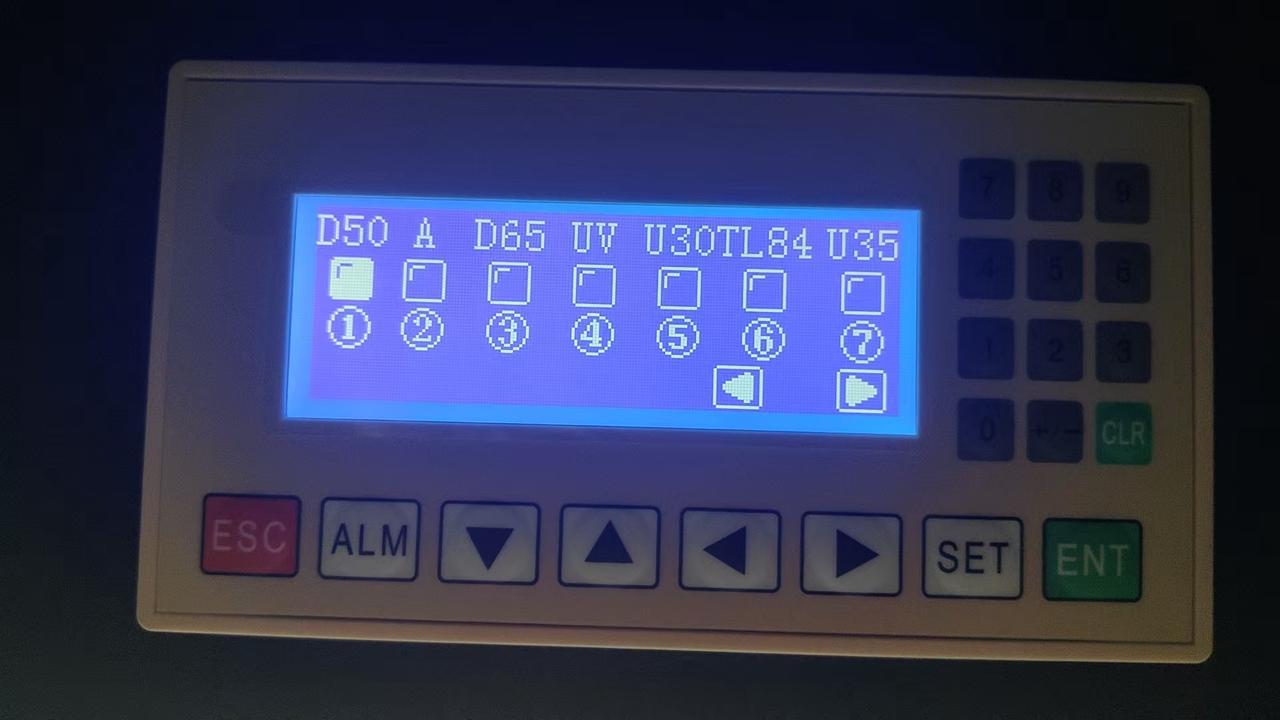 D50 A D65 UV U30 TL84 U35
① ② ③ ④ ⑤ ⑥ ⑦
7 8 9
4 5 6
1 2 3
0 +/- CLR
ESC ALM SET ENT